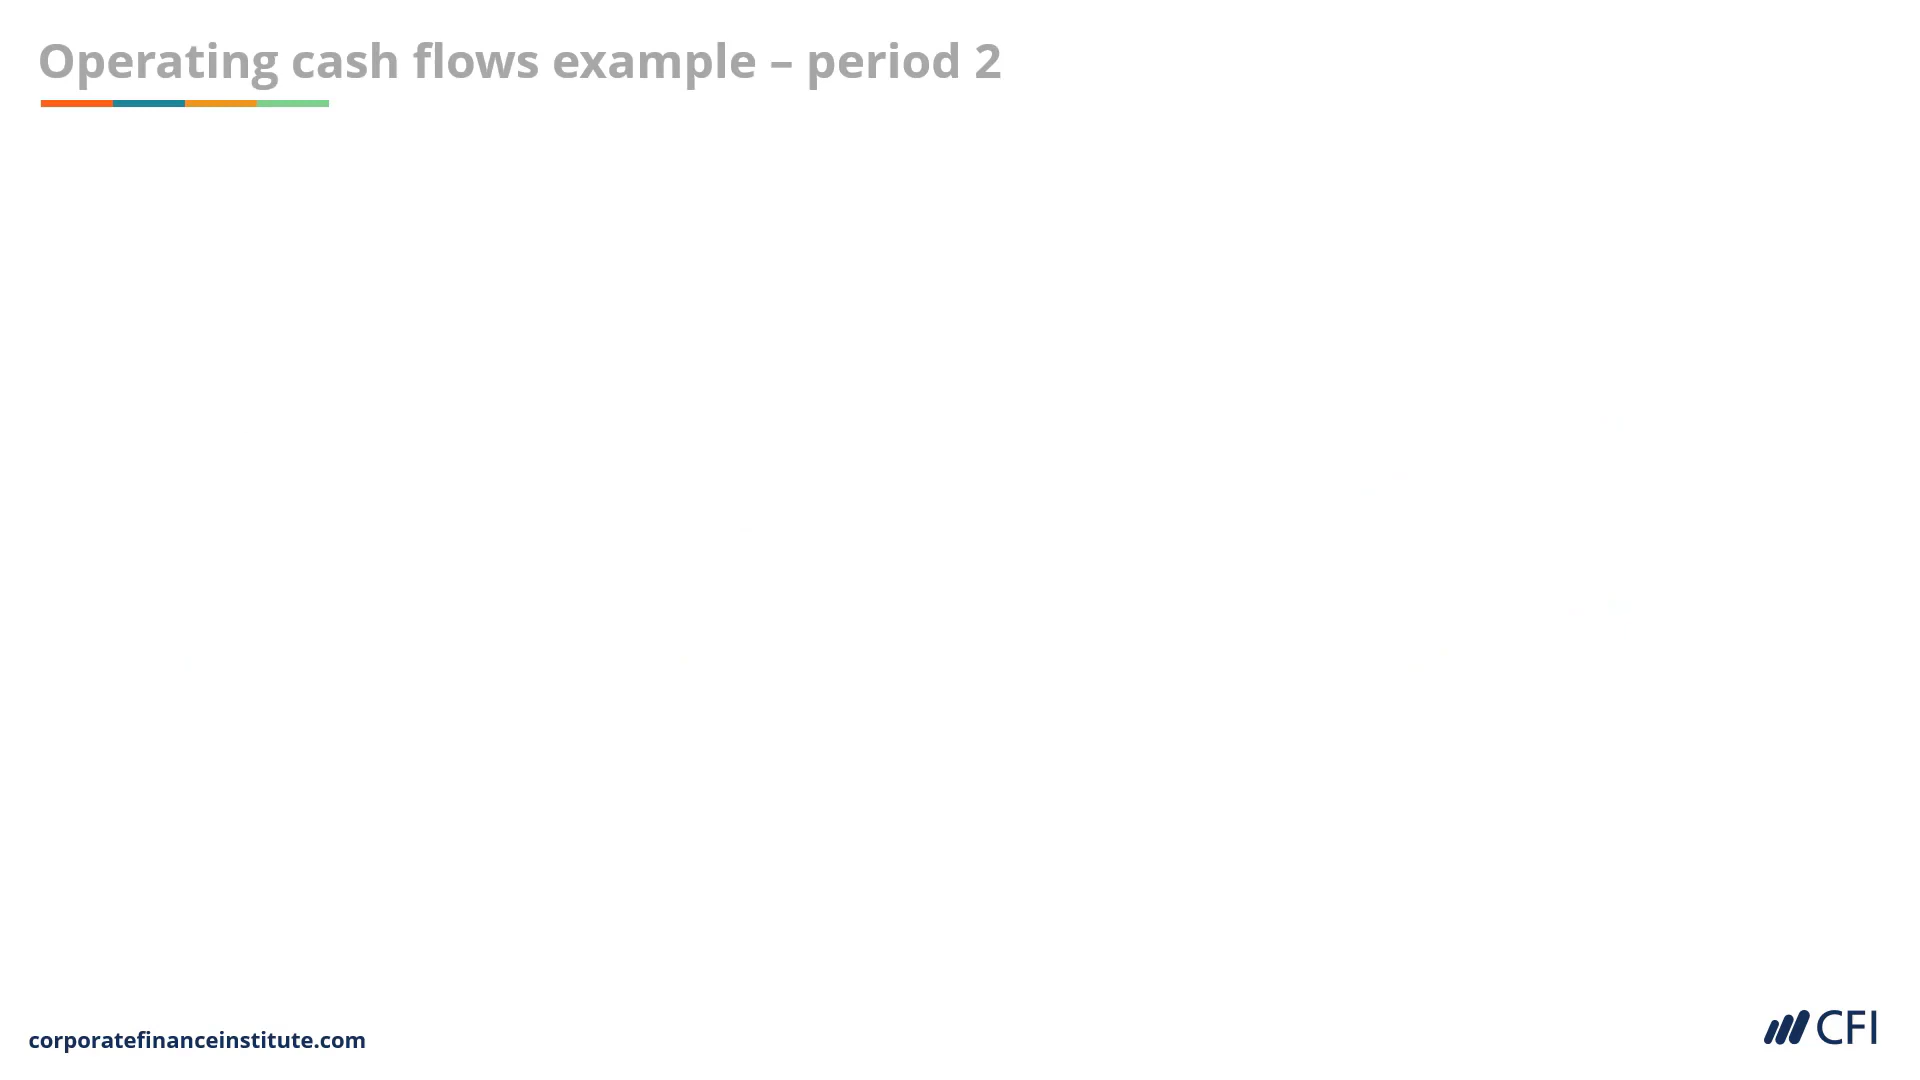 Operating cash flows example – period 2
corporatefinanceinstitute.com
CFI